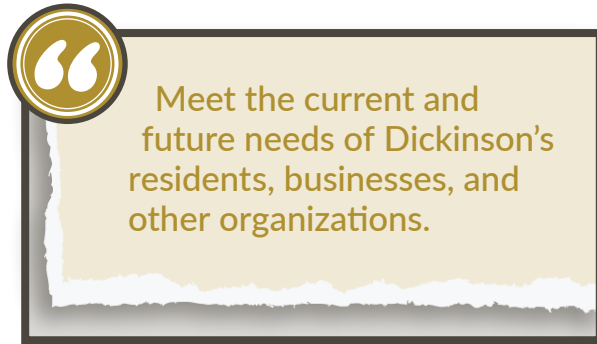 “
Meet the current and
future needs of Dickinson’s
residents, businesses, and
other organizations.